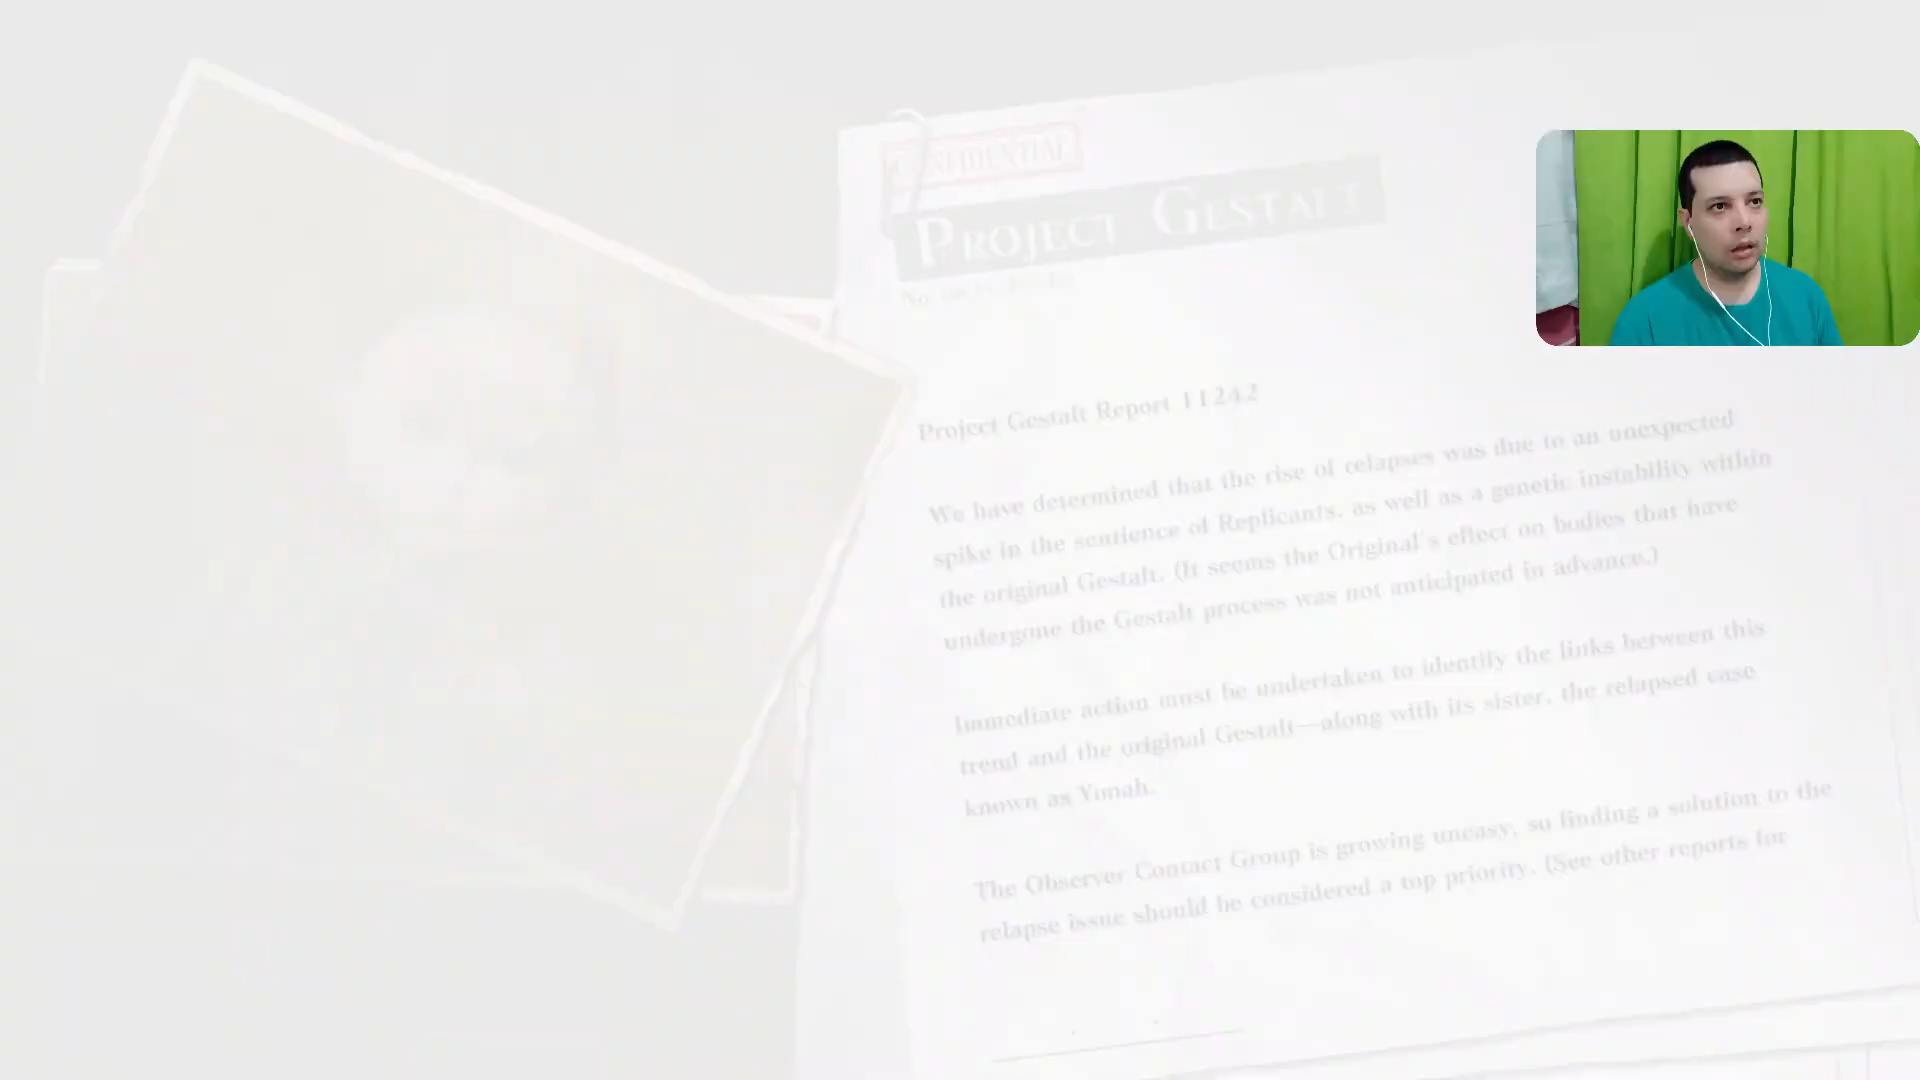 CONFIDENTIAL
PROJECT GESTALT
No.
Project Gestalt Report 11242
We have determined that the rise of relapses was due to an unexpected
spike in the sentience of Replicants, as well as a genetic instability within
the original Gestalt. (It seems the Original's effect on bodies that have
undergone the Gestalt process was not anticipated in advance.)
Immediate action must be undertaken to identify the links between this
trend and the original Gestalt—along with its sister, the relapsed case
known as Yonah.
The Observer Contact Group is growing uneasy, so finding a solution to the
relapse issue should be considered a top priority. (See other reports for